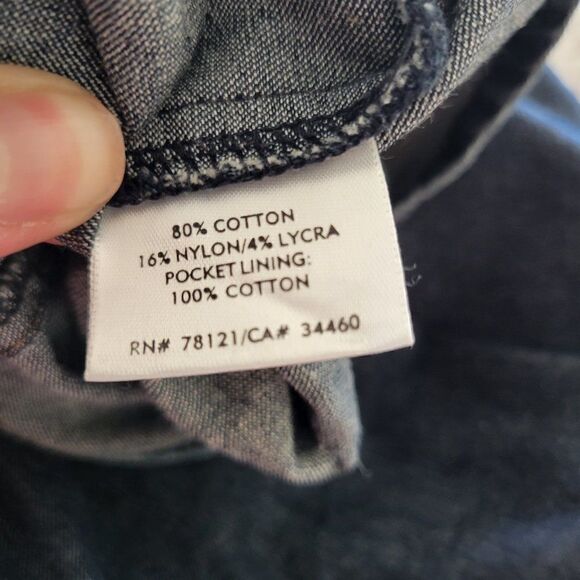 80% COTTON
16% NYLON/4% LYCRA
POCKET LINING:
100% COTTON
RN# 78121/CA# 34460